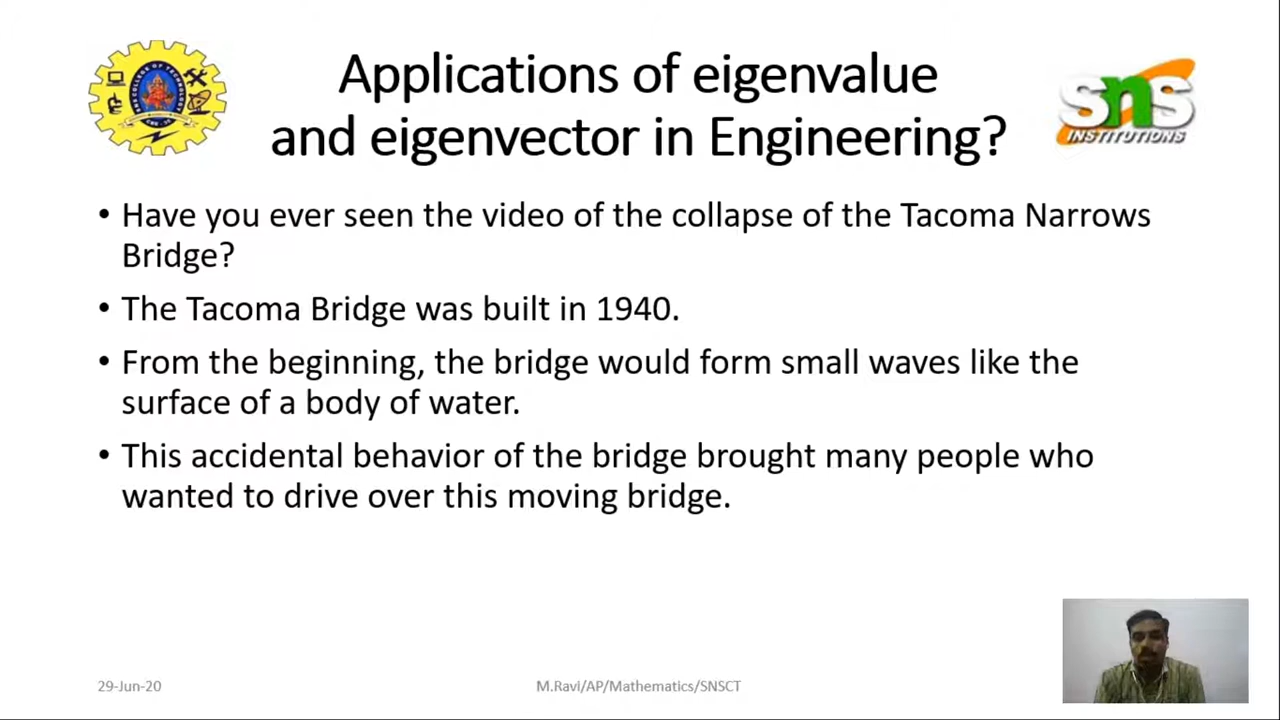 Applications of eigenvalue
and eigenvector in Engineering?
SNS
INSTITUTIONS
• Have you ever seen the video of the collapse of the Tacoma Narrows
Bridge?
• The Tacoma Bridge was built in 1940.
• From the beginning, the bridge would form small waves like the
surface of a body of water.
• This accidental behavior of the bridge brought many people who
wanted to drive over this moving bridge.
29-Jun-20
M.Ravi/AP/Mathematics/SNSCT